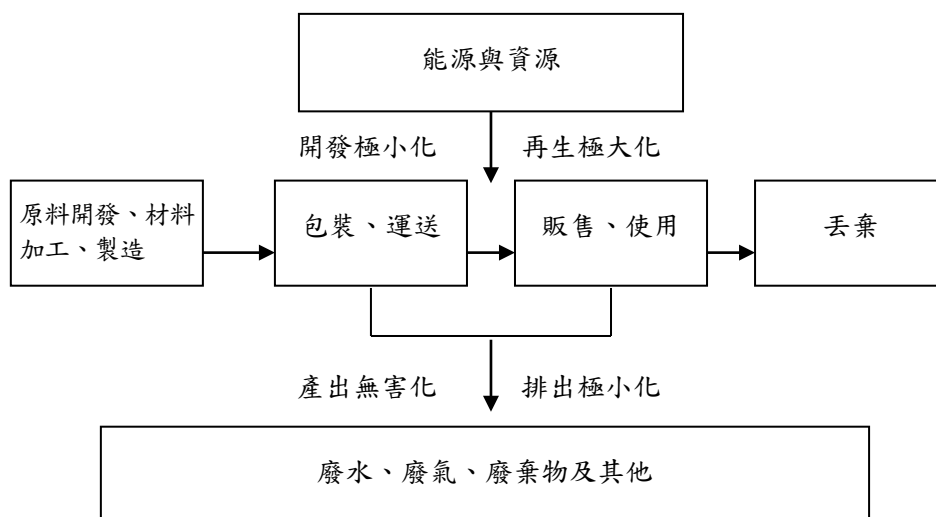 能源與資源
開發極小化 再生極大化
原料開發、材料
加工、製造
包裝、運送
販售、使用
丟棄
產出無害化 排出極小化
廢水、廢氣、廢棄物及其他